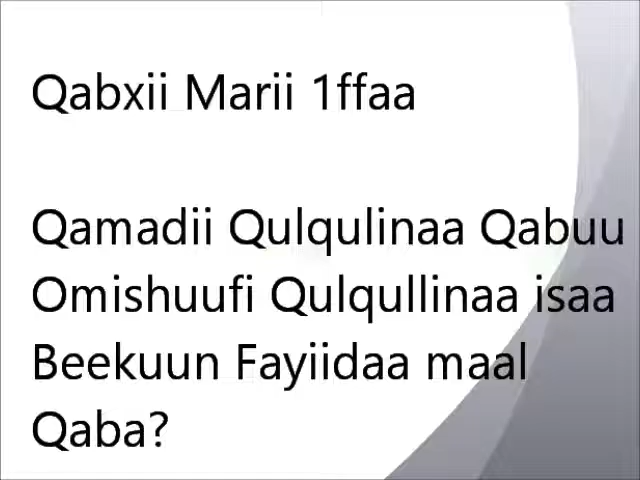 Qabxii Marii 1ffaa
Qamadii Qulqulinaa Qabuu
Omishuufi Qulqullinaa isaa
Beekuun Fayiidaa maal
Qaba?